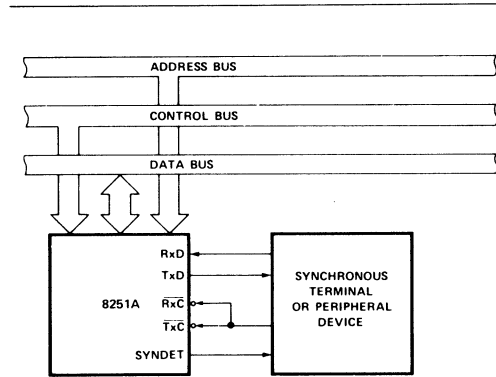 ADDRESS BUS
CONTROL BUS
DATA BUS
RxD
TxD
8251A
RxC
TxC
SYNDET
SYNCHRONOUS
TERMINAL
OR PERIPHERAL
DEVICE